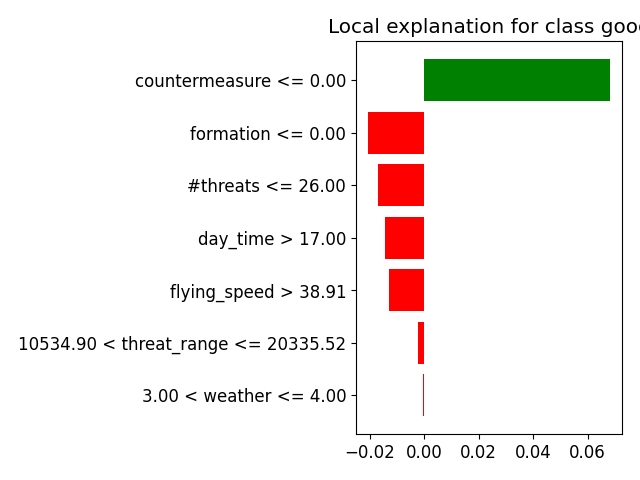 Local explanation for class good
countermeasure <= 0.00
formation <= 0.00
#threats <= 26.00
day_time > 17.00
flying_speed > 38.91
10534.90 < threat_range <= 20335.52
3.00 < weather <= 4.00
−0.02 0.00 0.02 0.04 0.06